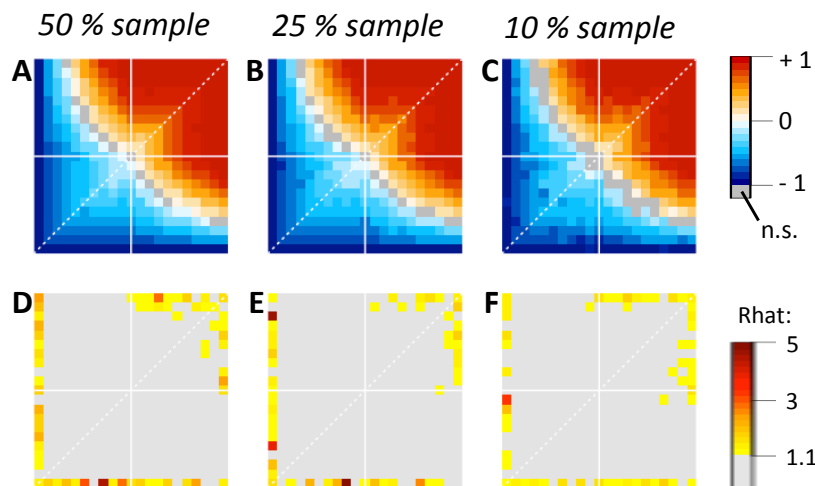 50 % sample
25 % sample
10 % sample
A
B
C
+ 1
0
- 1
n.s.
D
E
F
Rhat:
5
3
1.1